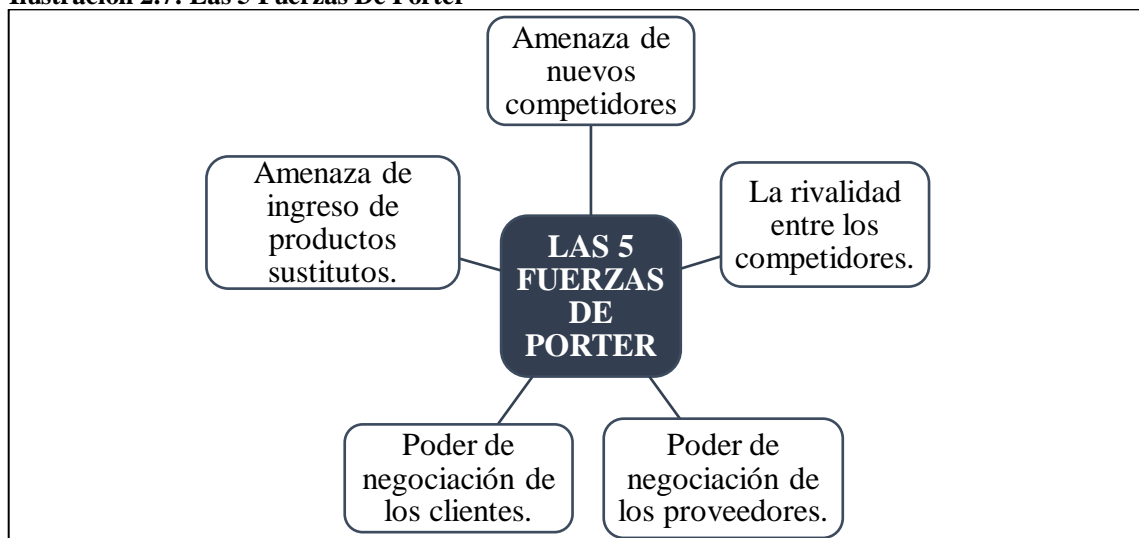 Ilustración 2.7. Las 5 Fuerzas De Porter
Amenaza de
nuevos
competidores
La rivalidad
entre los
competidores.
Poder de
negociación de
los proveedores.
Poder de
negociación de
los clientes.
Amenaza de
ingreso de
productos
sustitutos.
LAS 5
FUERZAS
DE
PORTER